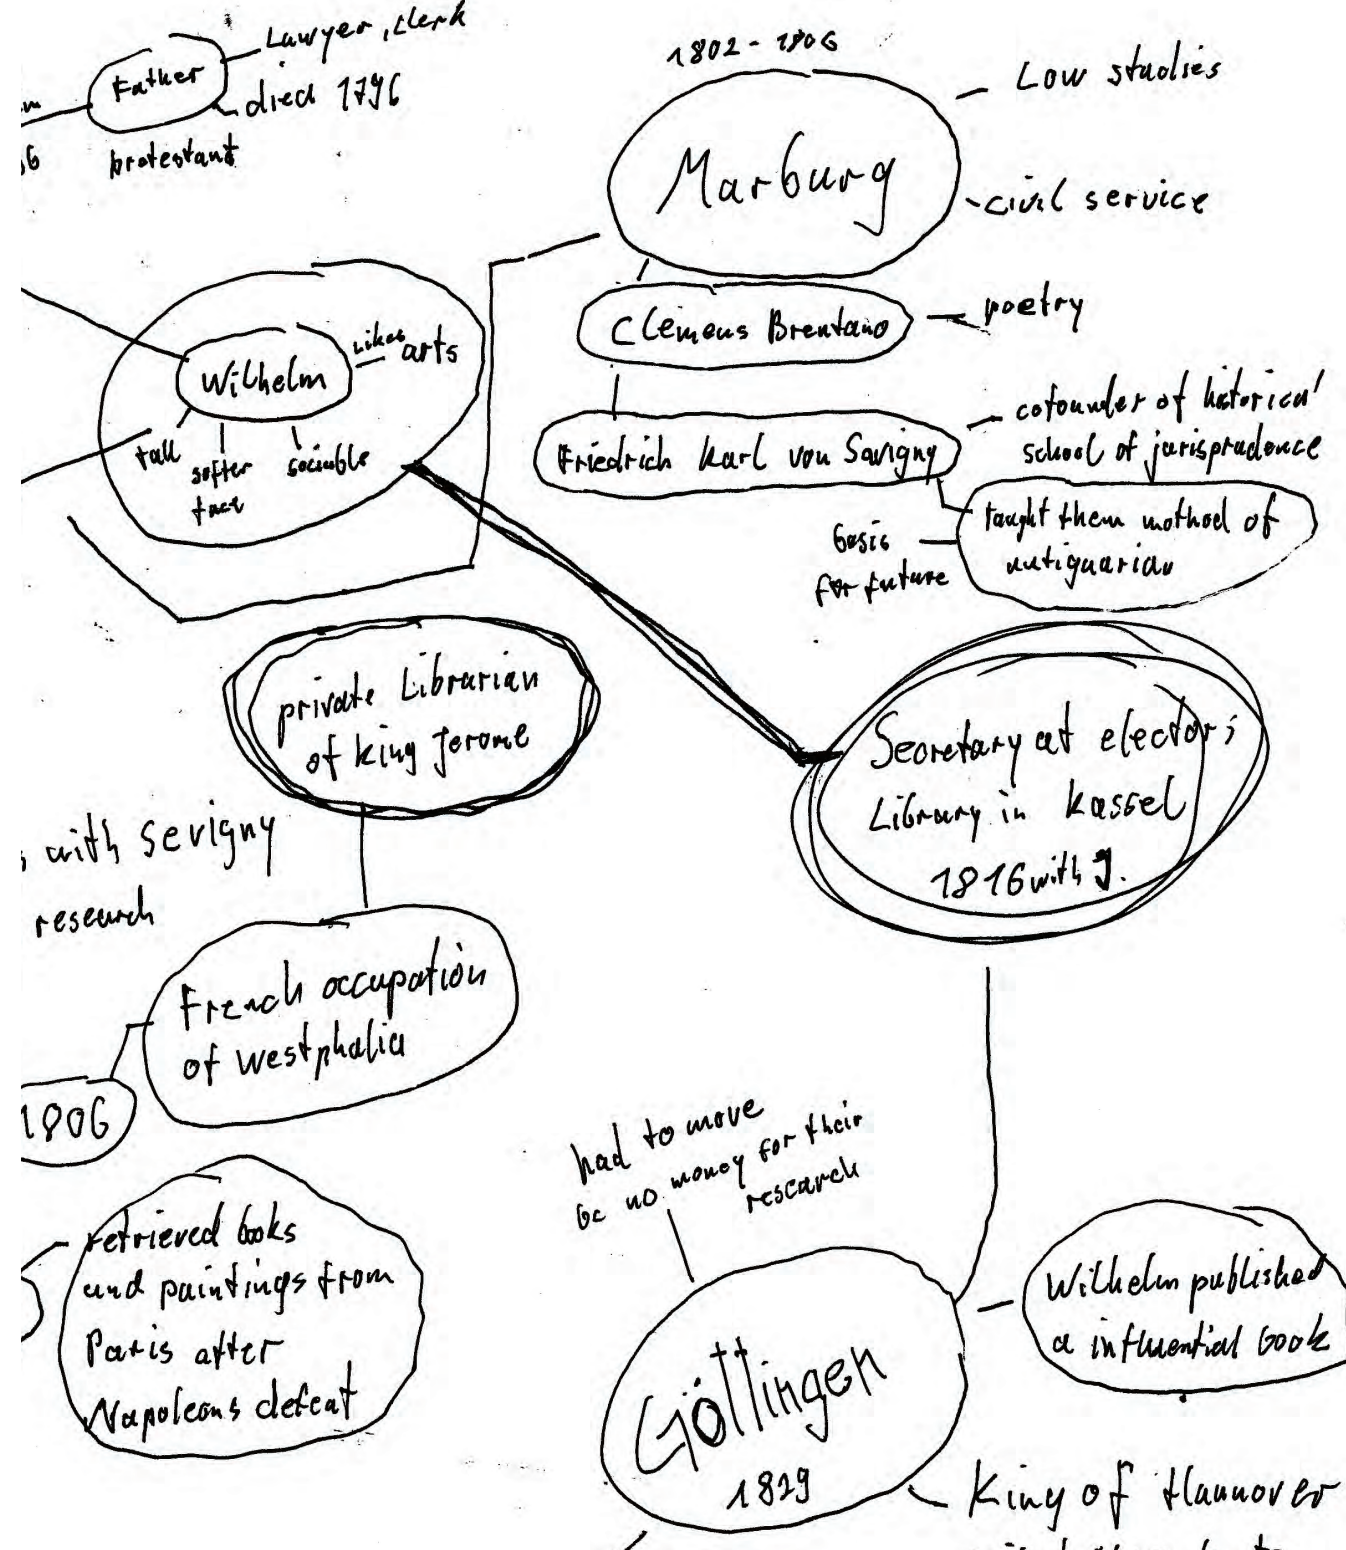 Lawyer, clerk
Father
died 1796
protestant
1802 - 1806
Marburg
Low studies
civil service
Clemens Brentano
poetry
Friedrich Karl von Savigny
cofounder of historical
school of jurisprudence
taught them method of
antiquarian
basis
for future
Wilhelm
likes arts
tall
softer
face
sociable
private Librarian
of king Jerome
Secretary at elector's
Library in Kassel
1816 with J.
with Sevigny
research
French occupation
of westphalia
1806
retrieved books
and paintings from
Paris after
Napoleons defeat
had to move
bc no money for their
research
Göttingen
1829
Wilhelm published
a influential book
King of Hannover